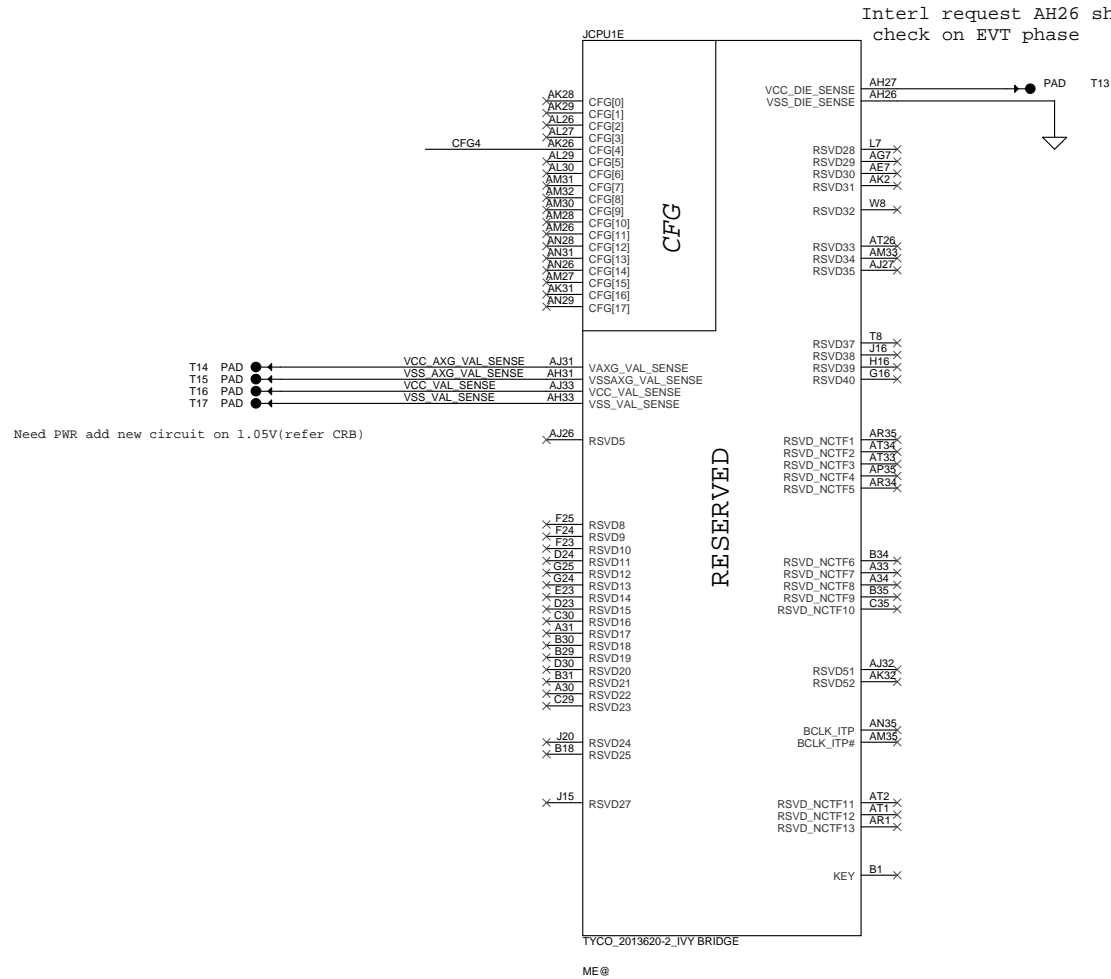 Interl request AH26 sh
check on EVT phase
JCPU1E
AK28 CFG[0]
AK29 CFG[1]
AL26 CFG[2]
AL27 CFG[3]
CFG4 AK26 CFG[4]
AL29 CFG[5]
AL30 CFG[6]
AM31 CFG[7]
AM32 CFG[8]
AM30 CFG[9]
AM28 CFG[10]
AM26 CFG[11]
AN28 CFG[12]
AN31 CFG[13]
AN26 CFG[14]
AM27 CFG[15]
AK31 CFG[16]
AN29 CFG[17]
CFG
VCC_DIE_SENSE AH27 PAD T13
VSS_DIE_SENSE AH26
RSVD28 L7
RSVD29 AG7
RSVD30 AE7
RSVD31 AK2
RSVD32 W8
RSVD33 AT26
RSVD34 AM33
RSVD35 AJ27
RSVD37 T8
RSVD38 J16
RSVD39 H16
RSVD40 G16
T14 PAD VCC_AXG_VAL_SENSE AJ31 VAXG_VAL_SENSE
T15 PAD VSS_AXG_VAL_SENSE AH31 VSSAXG_VAL_SENSE
T16 PAD VCC_VAL_SENSE AJ33 VCC_VAL_SENSE
T17 PAD VSS_VAL_SENSE AH33 VSS_VAL_SENSE
Need PWR add new circuit on 1.05V(refer CRB)
AJ26 RSVD5
RESERVED
RSVD_NCTF1 AR35
RSVD_NCTF2 AT34
RSVD_NCTF3 AT33
RSVD_NCTF4 AP35
RSVD_NCTF5 AR34
F25 RSVD8
F24 RSVD9
F23 RSVD10
D24 RSVD11
G25 RSVD12
G24 RSVD13
E23 RSVD14
D23 RSVD15
C30 RSVD16
A31 RSVD17
B30 RSVD18
B29 RSVD19
D30 RSVD20
B31 RSVD21
A30 RSVD22
C29 RSVD23
RSVD_NCTF6 B34
RSVD_NCTF7 A33
RSVD_NCTF8 A34
RSVD_NCTF9 B35
RSVD_NCTF10 C35
RSVD51 AJ32
RSVD52 AK32
J20 RSVD24
B18 RSVD25
BCLK_ITP AN35
BCLK_ITP# AM35
J15 RSVD27
RSVD_NCTF11 AT2
RSVD_NCTF12 AT1
RSVD_NCTF13 AR1
KEY B1
TYCO_2013620-2_IVY BRIDGE
ME@